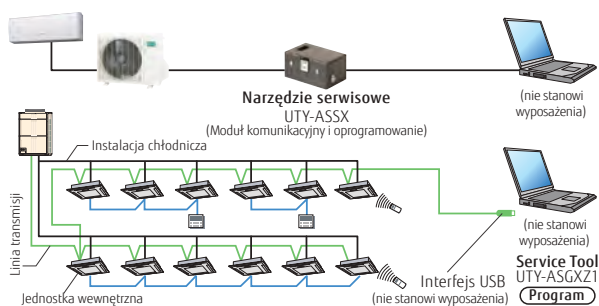 Narzędzie serwisowe
UTY-ASSX
(Moduł komunikacyjny i oprogramowanie)
(nie stanowi
wyposażenia)
Instalacja chłodnicza
Linia transmisji
Jednostka wewnętrzna
Interfejs USB
(nie stanowi wyposażenia)
(nie stanowi
wyposażenia)
Service Tool
UTY-ASGXZ1
Program